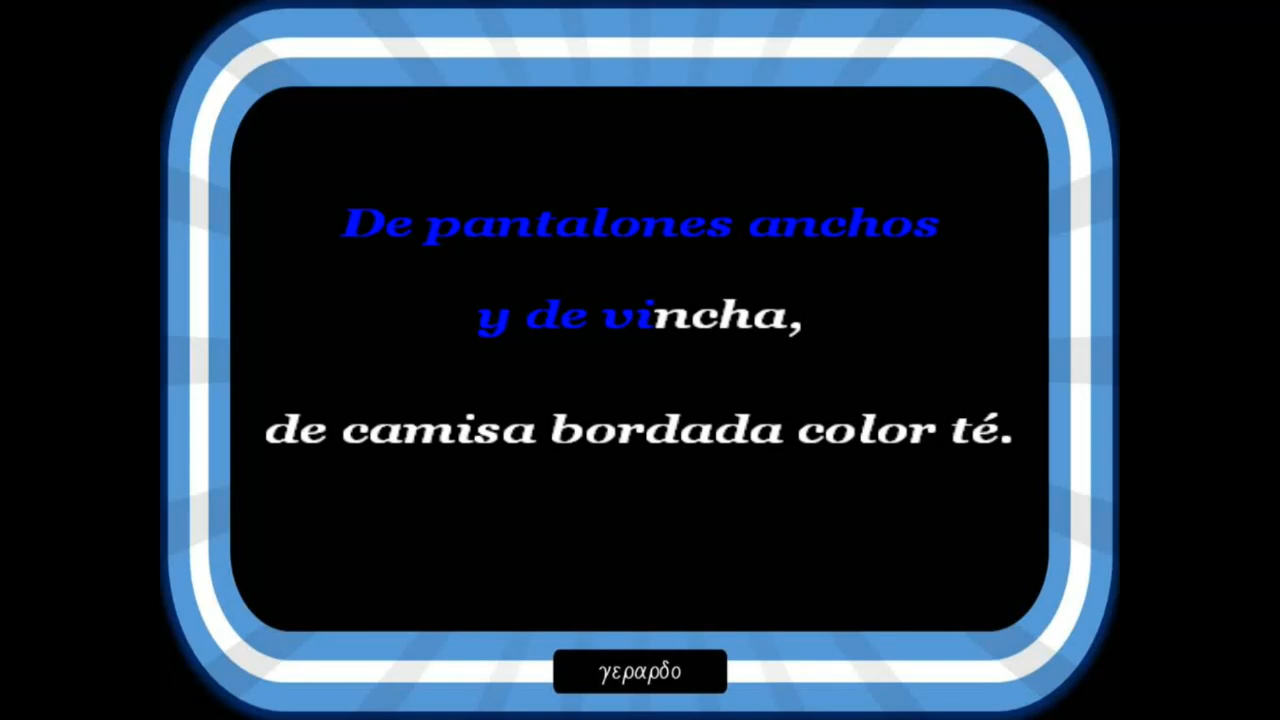 De pantalones anchos
y de vincha,
de camisa bordada color té.
γεραρδο